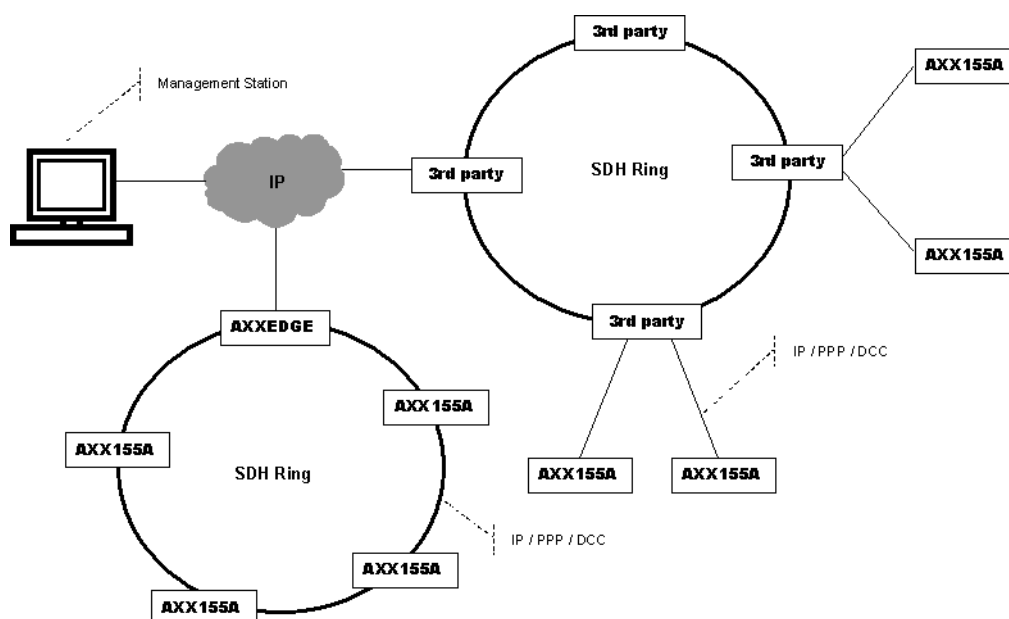 3rd party
AXX155A
Management Station
IP
3rd party
SDH Ring
3rd party
AXX155A
AXXEDGE
3rd party
IP / PPP / DCC
AXX155A
AXX155A
SDH Ring
AXX155A
AXX155A
IP / PPP / DCC
AXX155A
AXX155A